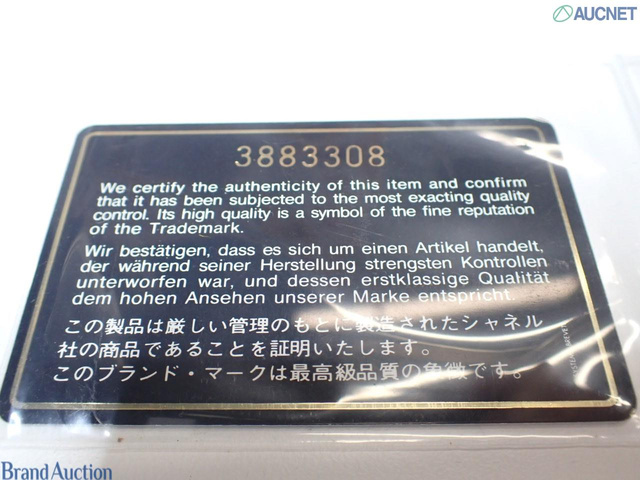 AUCNET
3883308
We certify the authenticity of this item and confirm
that it has been subjected to the most exacting quality
control. Its high quality is a symbol of the fine reputation
of the Trademark.
Wir bestätigen, dass es sich um einen Artikel handelt,
der während seiner Herstellung strengsten Kontrollen
unterworfen war, und dessen erstklassige Qualität
dem hohen Ansehen unserer Marke entspricht.
この製品は厳しい管理のもとに製造されたシャネル
社の商品であることを証明いたします。
このブランド・マークは最高級品質の象徴です。
Brand Auction